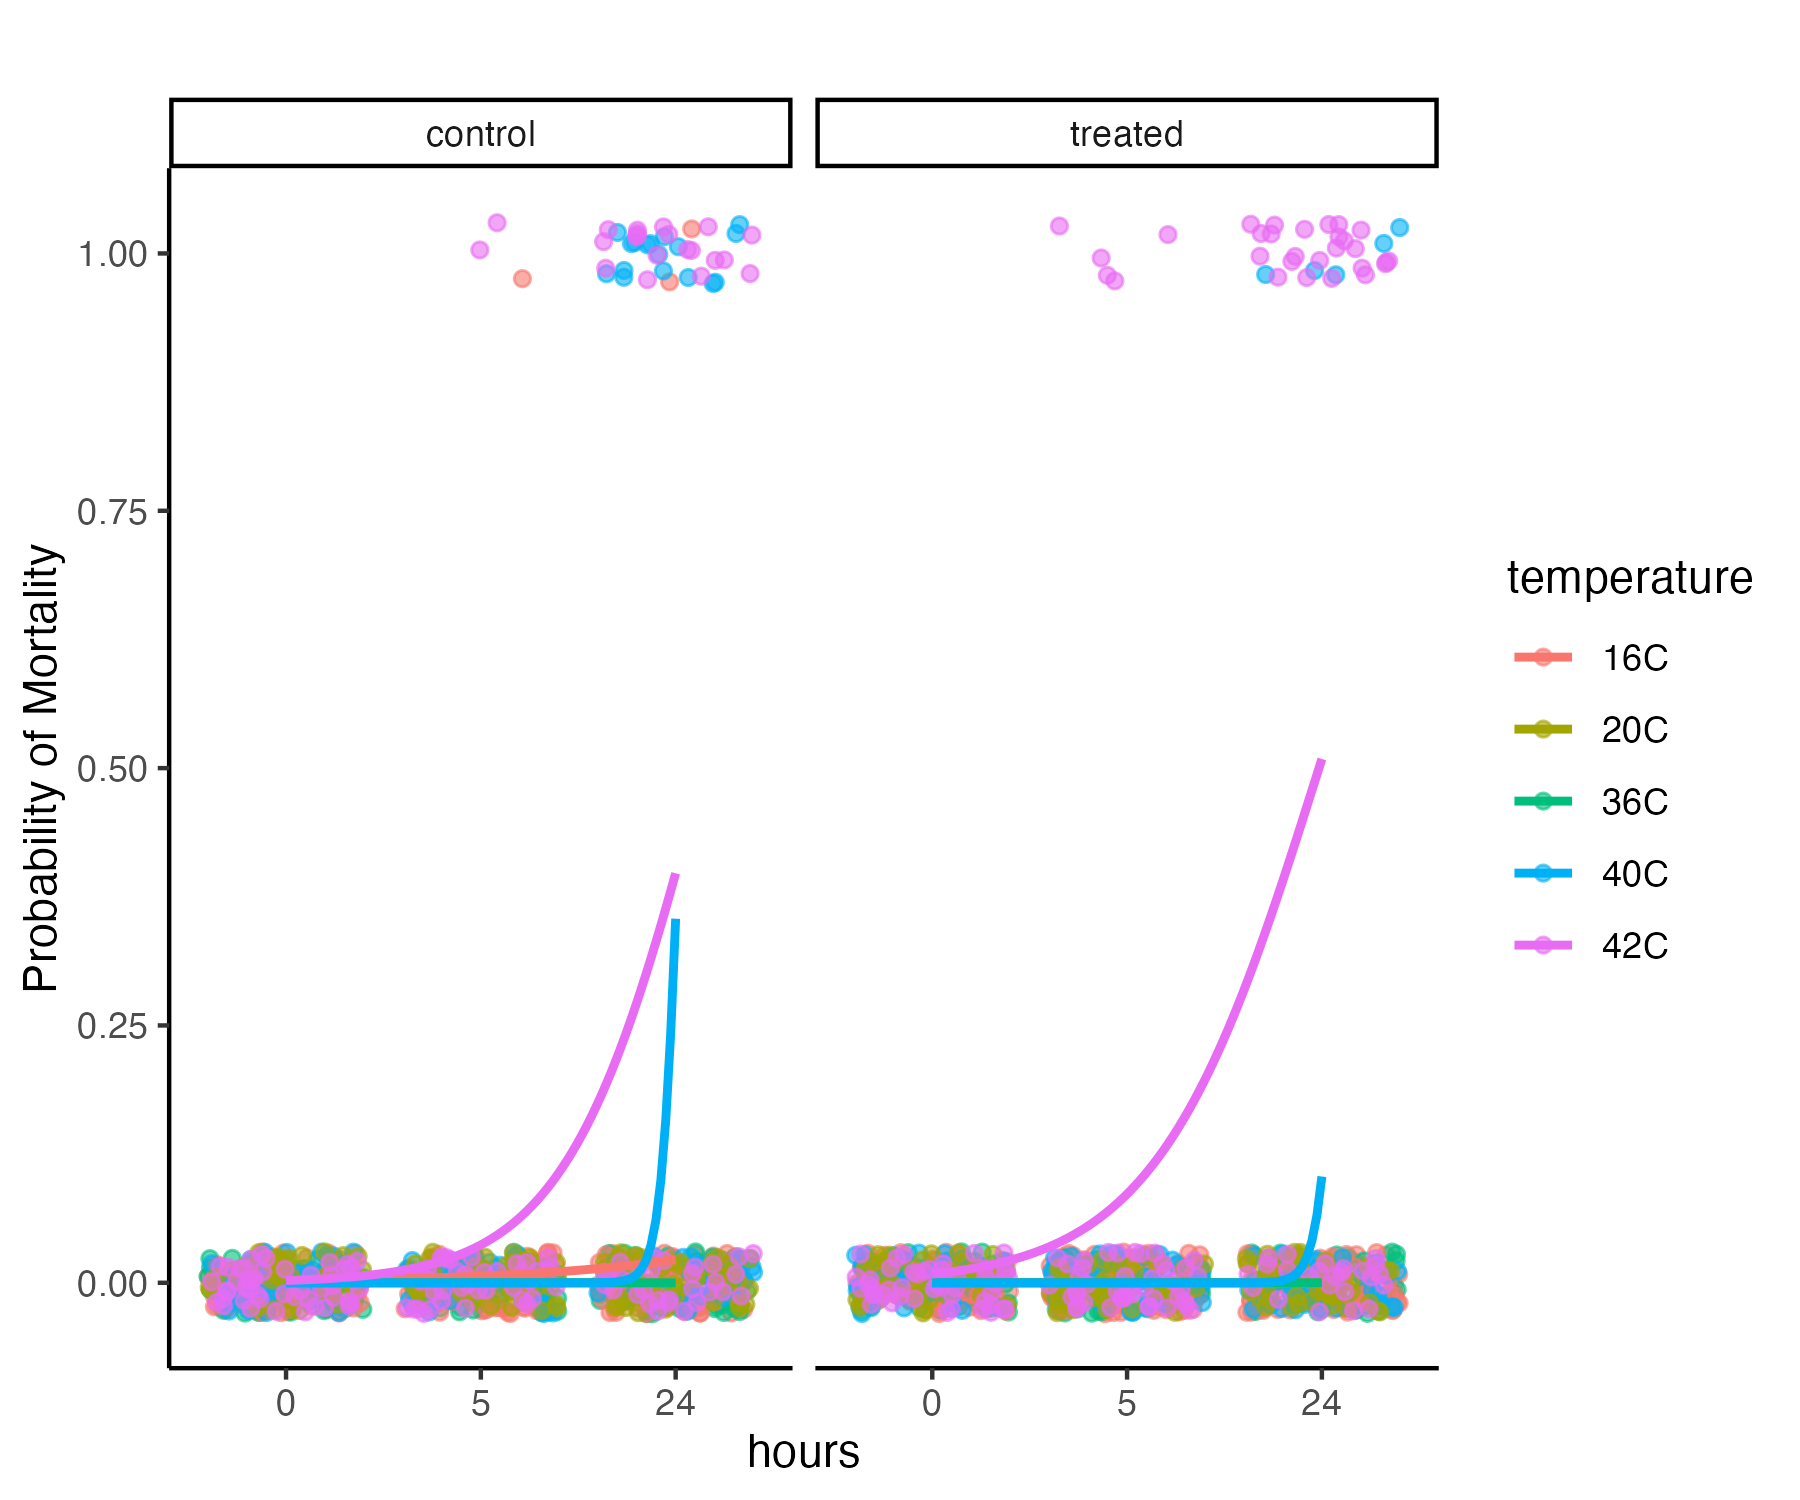 control
treated
Probability of Mortality
1.00
0.75
0.50
0.25
0.00
0
5
24
0
5
24
hours
temperature
16C
20C
36C
40C
42C